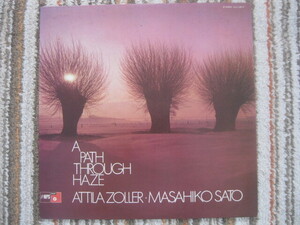 A
PATH
THROUGH
HAZE
ATTILA ZOLLER · MASAHIKO SATO
MPS